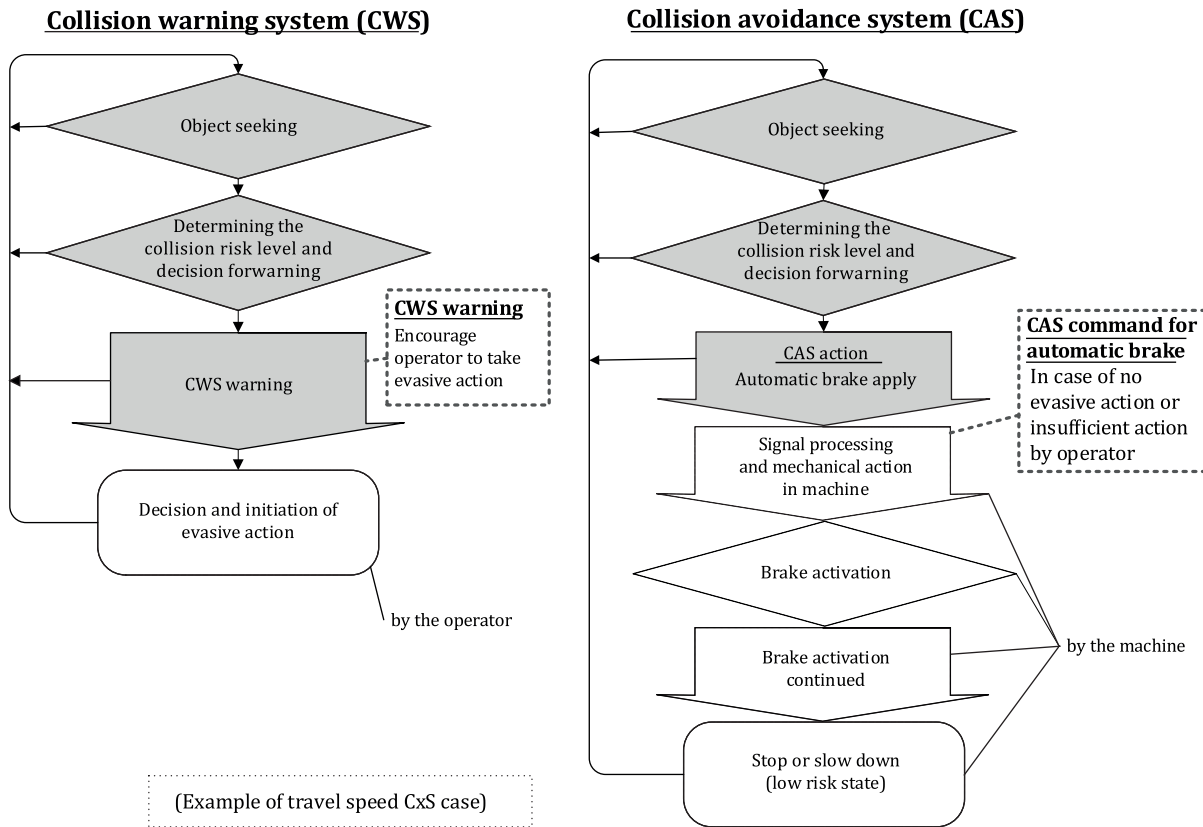 Collision warning system (CWS)
Object seeking
Determining the
collision risk level and
decision forwarning
CWS warning
Encourage
operator to take
evasive action
CWS warning
Decision and initiation of
evasive action
by the operator
(Example of travel speed CxS case)
Collision avoidance system (CAS)
Object seeking
Determining the
collision risk level and
decision forwarning
CAS action
Automatic brake apply
CAS command for
automatic brake
In case of no
evasive action or
insufficient action
by operator
Signal processing
and mechanical action
in machine
Brake activation
Brake activation
continued
by the machine
Stop or slow down
(low risk state)